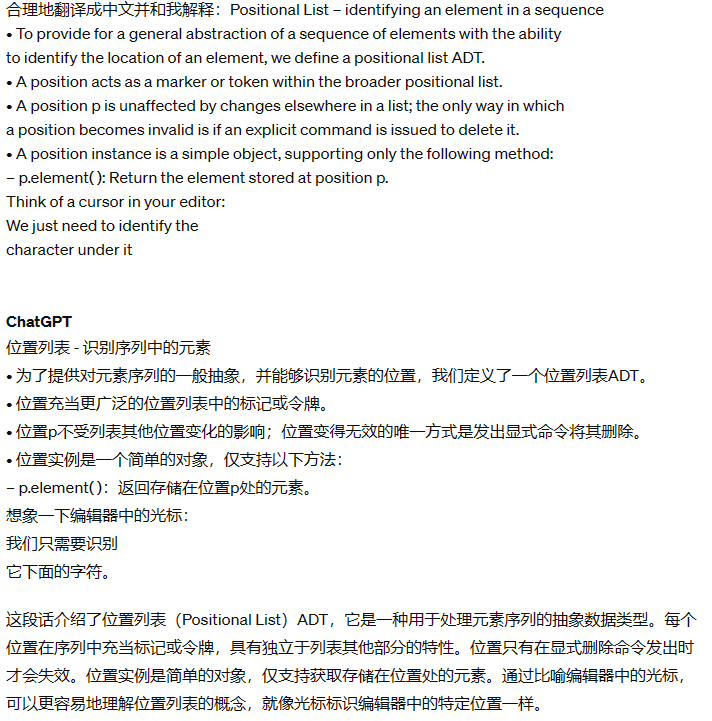 合理地翻译成中文并和我解释：Positional List – identifying an element in a sequence
• To provide for a general abstraction of a sequence of elements with the ability
to identify the location of an element, we define a positional list ADT.
• A position acts as a marker or token within the broader positional list.
• A position p is unaffected by changes elsewhere in a list; the only way in which
a position becomes invalid is if an explicit command is issued to delete it.
• A position instance is a simple object, supporting only the following method:
– p.element( ): Return the element stored at position p.
Think of a cursor in your editor:
We just need to identify the
character under it
ChatGPT
位置列表 - 识别序列中的元素
• 为了提供对元素序列的一般抽象，并能够识别元素的位置，我们定义了一个位置列表ADT。
• 位置充当更广泛的位置列表中的标记或令牌。
• 位置p不受列表其他位置变化的影响；位置变得无效的唯一方式是发出显式命令将其删除。
• 位置实例是一个简单的对象，仅支持以下方法：
– p.element( )：返回存储在位置p处的元素。
想象一下编辑器中的光标：
我们只需要识别
它下面的字符。
这段话介绍了位置列表（Positional List）ADT，它是一种用于处理元素序列的抽象数据类型。每个
位置在序列中充当标记或令牌，具有独立于列表其他部分的特性。位置只有在显式删除命令发出时
才会失效。位置实例是简单的对象，仅支持获取存储在位置处的元素。通过比喻编辑器中的光标，
可以更容易地理解位置列表的概念，就像光标标识编辑器中的特定位置一样。